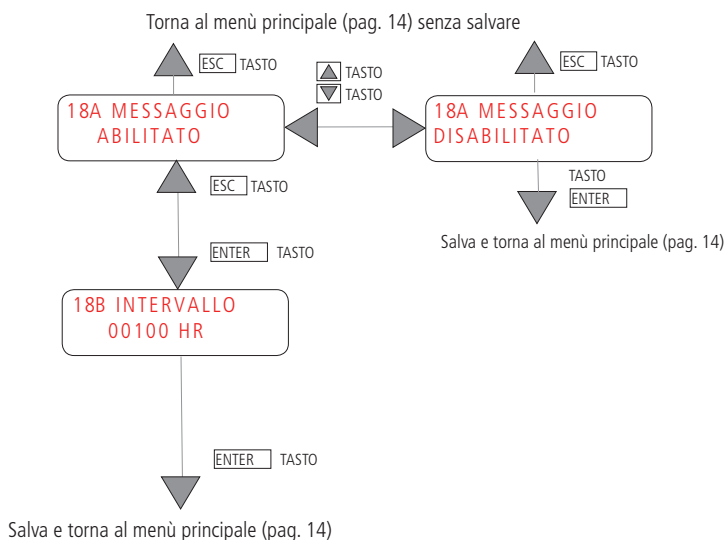 Torna al menù principale (pag. 14) senza salvare
ESC TASTO
TASTO
TASTO
ESC TASTO
18A MESSAGGIO
ABILITATO
18A MESSAGGIO
DISABILITATO
ESC TASTO
TASTO
ENTER
Salva e torna al menù principale (pag. 14)
ENTER TASTO
18B INTERVALLO
00100 HR
ENTER TASTO
Salva e torna al menù principale (pag. 14)